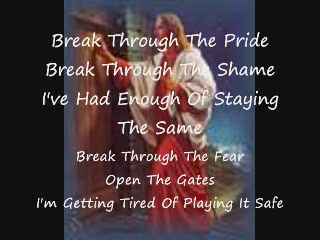 Break Through The Pride
Break Through The Shame
I've Had Enough Of Staying
The Same
Break Through The Fear
Open The Gates
I'm Getting Tired Of Playing It Safe